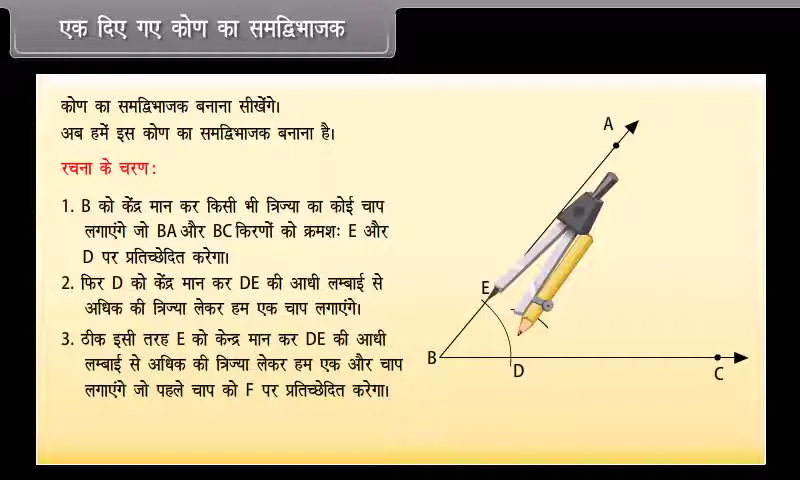 एक दिए गए कोण का समद्विभाजक
कोण का समद्विभाजक बनाना सीखेंगे।
अब हमें इस कोण का समद्विभाजक बनाना है।
रचना के चरण:
1. B को केंद्र मान कर किसी भी त्रिज्या का कोई चाप
लगाएंगे जो BA और BC किरणों को क्रमशः E और
D पर प्रतिच्छेदित करेगा।
2. फिर D को केंद्र मान कर DE की आधी लम्बाई से
अधिक की त्रिज्या लेकर हम एक चाप लगाएंगे।
3. ठीक इसी तरह E को केन्द्र मान कर DE की आधी
लम्बाई से अधिक की त्रिज्या लेकर हम एक और चाप
लगाएंगे जो पहले चाप को F पर प्रतिच्छेदित करेगा।
A
E
B
D
C